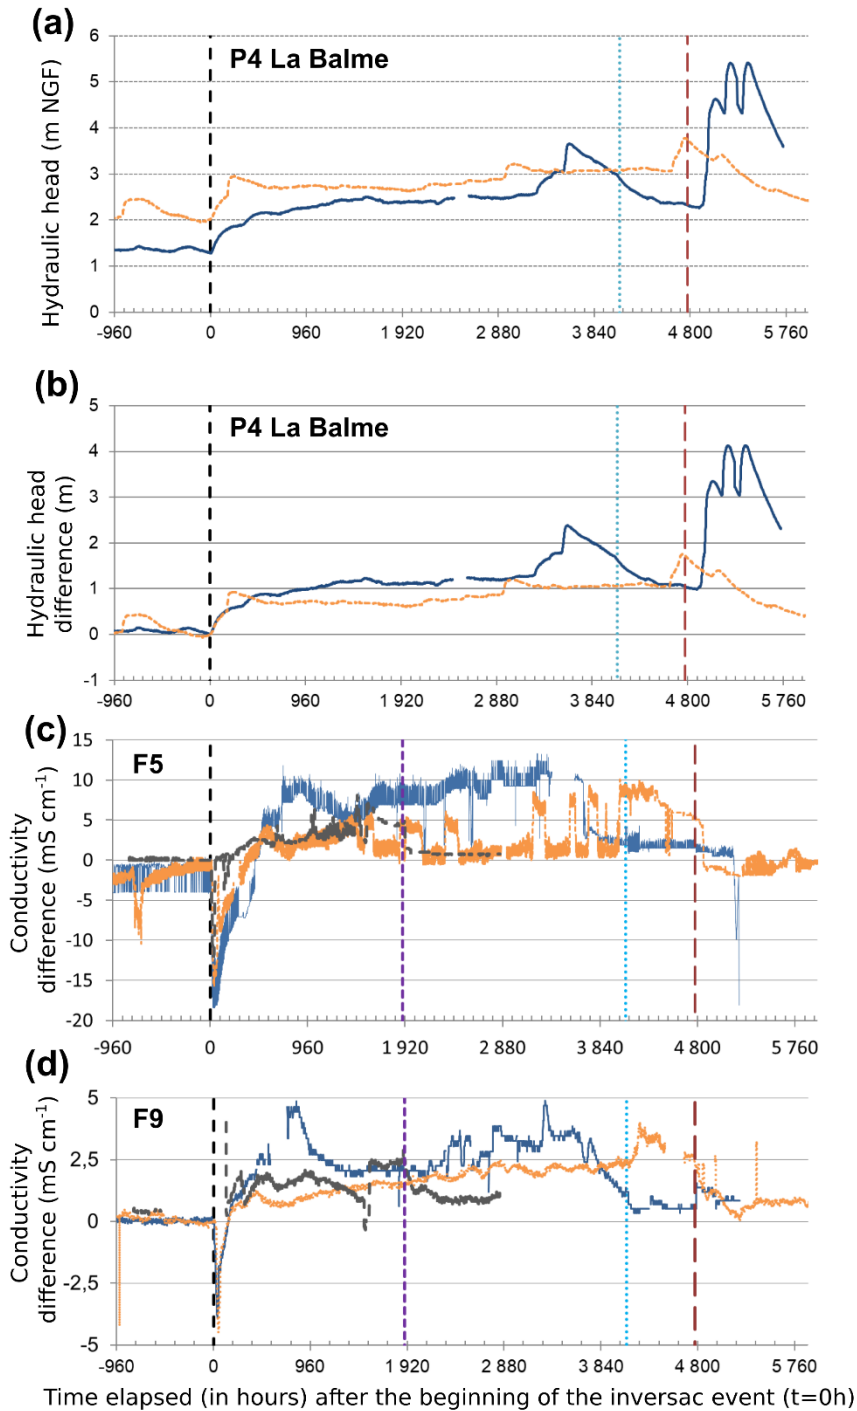 (a)
P4 La Balme
Hydraulic head (m NGF)
6
5
4
3
2
1
0
-960 0 960 1 920 2 880 3 840 4 800 5 760
(b)
P4 La Balme
Hydraulic head
difference (m)
5
4
3
2
1
0
-1
-960 0 960 1 920 2 880 3 840 4 800 5 760
(c)
F5
Conductivity
difference (mS cm-1)
15
10
5
0
-5
-10
-15
-20
-960 0 960 1 920 2 880 3 840 4 800 5 760
(d)
F9
Conductivity
difference (mS cm-1)
5
2,5
0
-2,5
-5
-960 0 960 1 920 2 880 3 840 4 800 5 760
Time elapsed (in hours) after the beginning of the inversac event (t=0h)